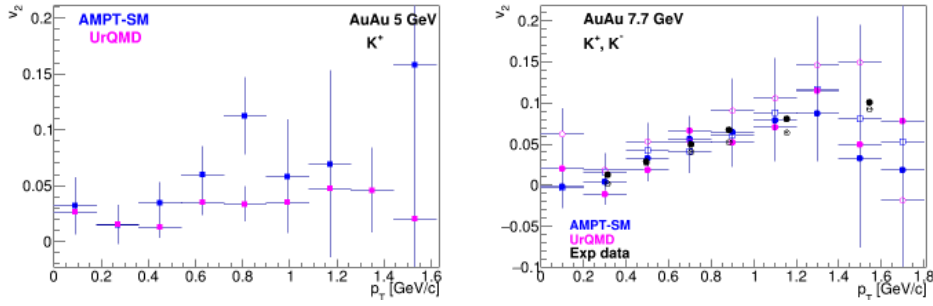 v₂
0.2
0.15
0.1
0.05
0
AMPT-SM
UrQMD
AuAu 5 GeV
K⁺
0 0.2 0.4 0.6 0.8 1 1.2 1.4 1.6
p_T [GeV/c]
v₂
0.2
0.15
0.1
0.05
0
−0.05
−0.1
AuAu 7.7 GeV
K⁺, K⁻
AMPT-SM
UrQMD
Exp data
0 0.2 0.4 0.6 0.8 1 1.2 1.4 1.6 1.8
p_T [GeV/c]